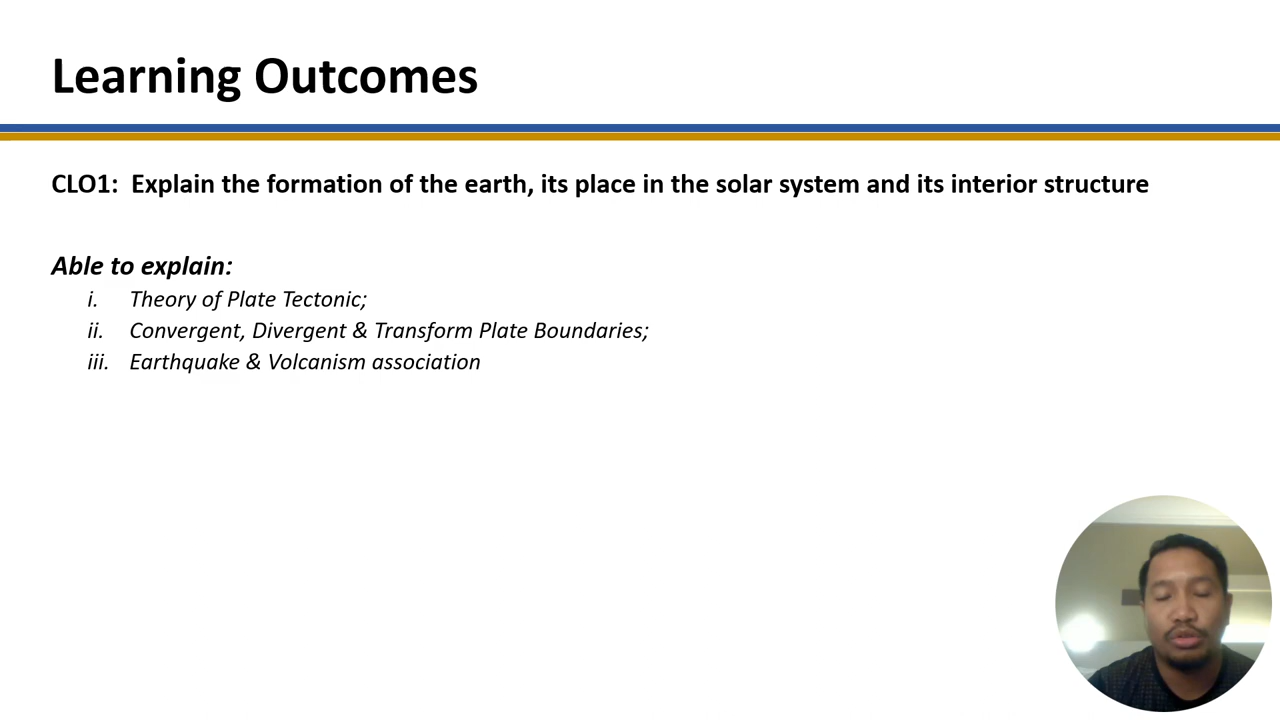 Learning Outcomes
CLO1: Explain the formation of the earth, its place in the solar system and its interior structure
Able to explain:
i. Theory of Plate Tectonic;
ii. Convergent, Divergent & Transform Plate Boundaries;
iii. Earthquake & Volcanism association